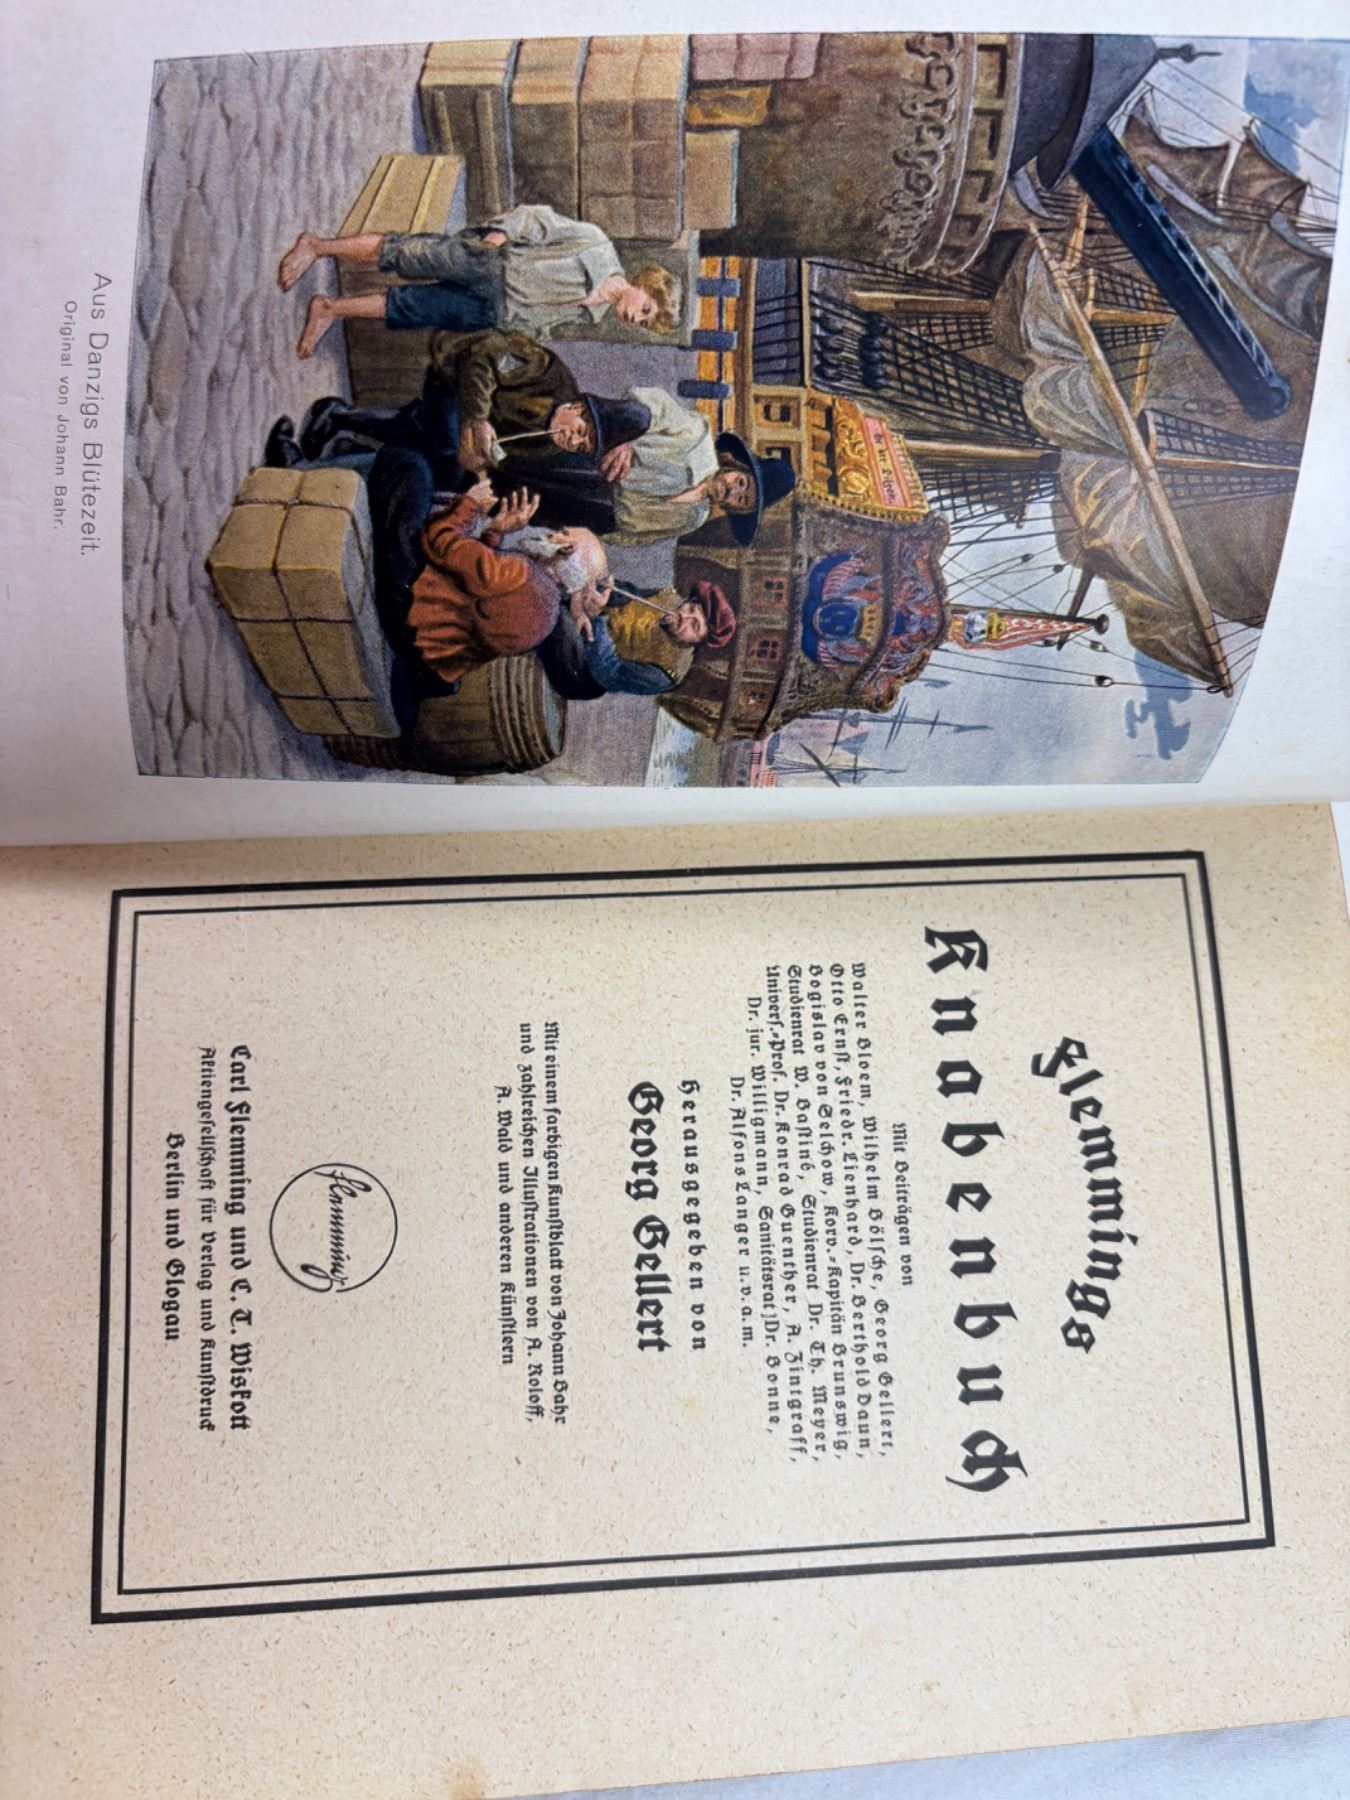 Aus Danzigs Blütezeit.
Original von Johann Bahr.
Flemmings
Knabenbuch
Mit Beiträgen von
Walter Bloem, Wilhelm Bölsche, Georg Gellert,
Otto Ernst, Friedr. Lienhard, Dr. Berthold Daun,
Bogislav von Selchow, Korv.-Kapitän Brunswig,
Studienrat W. Bastiné, Studienrat Dr. Th. Meyer,
Univers.-Prof. Dr. Konrad Guenther, A. Zintgraff,
Dr. jur. Willigmann, Sanitätsrat Dr. Bonne,
Dr. Alfons Langer u. v. a. m.
Herausgegeben von
Georg Gellert
Mit einem farbigen Kunstblatt von Johann Bahr
und zahlreichen Illustrationen von A. Roloff,
A. Wald und anderen Künstlern
flemming
Carl Flemming und C. T. Wiskott
Aktiengesellschaft für Verlag und Kunstdruck
Berlin und Glogau